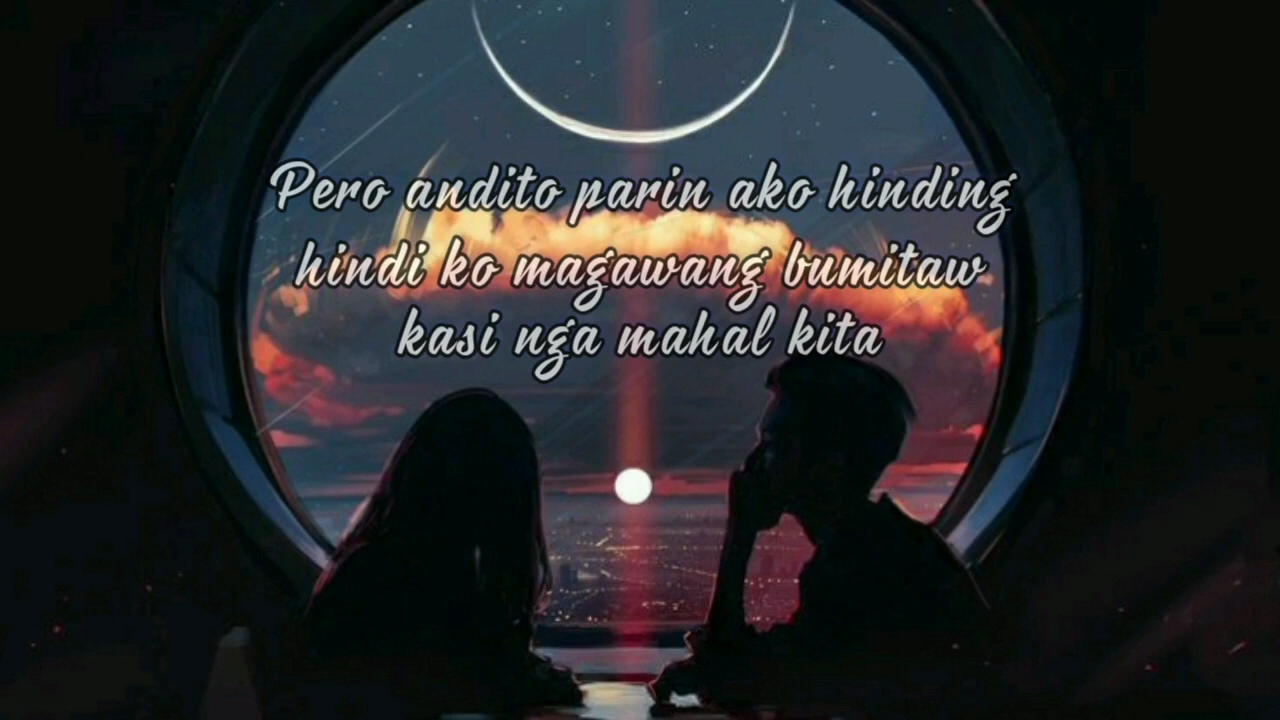 Pero andito parin ako hinding
hindi ko magawang bumitaw
kasi nga mahal kita